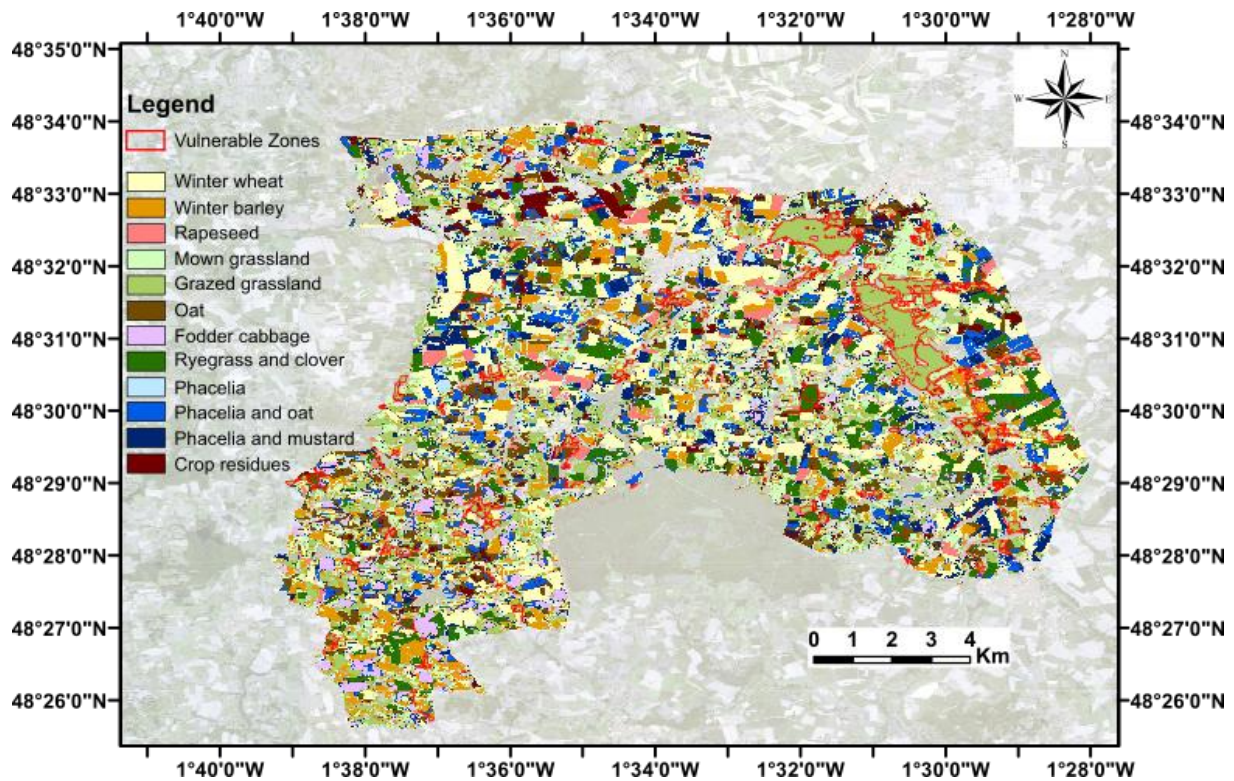 1°40'0"W 1°38'0"W 1°36'0"W 1°34'0"W 1°32'0"W 1°30'0"W 1°28'0"W
48°35'0"N
48°34'0"N 48°34'0"N
48°33'0"N 48°33'0"N
48°32'0"N 48°32'0"N
48°31'0"N 48°31'0"N
48°30'0"N 48°30'0"N
48°29'0"N 48°29'0"N
48°28'0"N 48°28'0"N
48°27'0"N 48°27'0"N
48°26'0"N 48°26'0"N
N
W E
S
Legend
Vulnerable Zones
Winter wheat
Winter barley
Rapeseed
Mown grassland
Grazed grassland
Oat
Fodder cabbage
Ryegrass and clover
Phacelia
Phacelia and oat
Phacelia and mustard
Crop residues
0 1 2 3 4
Km
1°40'0"W 1°38'0"W 1°36'0"W 1°34'0"W 1°32'0"W 1°30'0"W 1°28'0"W